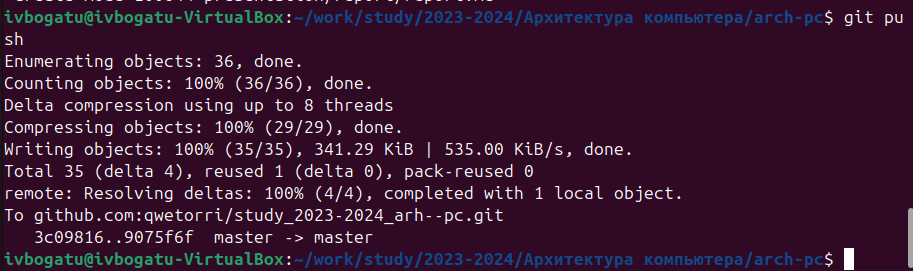 ivbogatu@ivbogatu-VirtualBox:~/work/study/2023-2024/Архитектура компьютера/arch-pc$ git pu
sh
Enumerating objects: 36, done.
Counting objects: 100% (36/36), done.
Delta compression using up to 8 threads
Compressing objects: 100% (29/29), done.
Writing objects: 100% (35/35), 341.29 KiB | 535.00 KiB/s, done.
Total 35 (delta 4), reused 1 (delta 0), pack-reused 0
remote: Resolving deltas: 100% (4/4), completed with 1 local object.
To github.com:qwetorri/study_2023-2024_arh--pc.git
   3c09816..9075f6f  master -> master
ivbogatu@ivbogatu-VirtualBox:~/work/study/2023-2024/Архитектура компьютера/arch-pc$